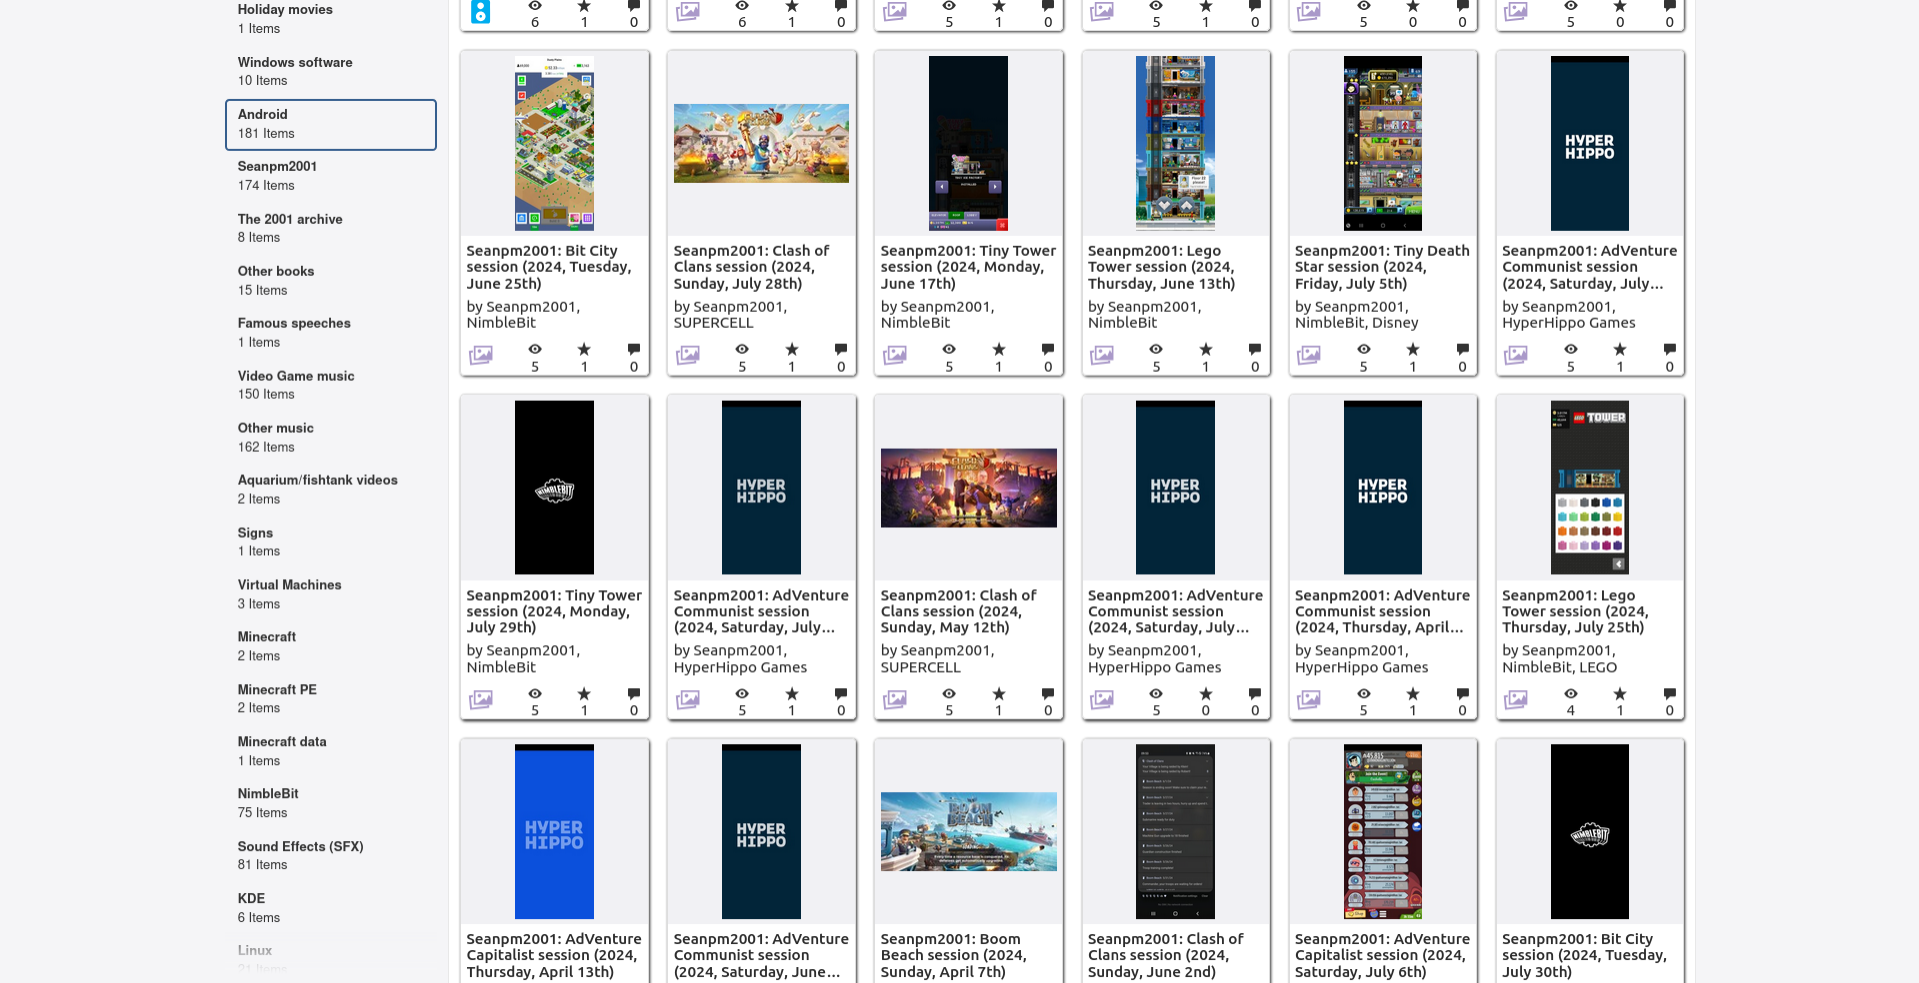 Holiday movies
1 Items
Windows software
10 Items
Android
181 Items
Seanpm2001
174 Items
The 2001 archive
8 Items
Other books
15 Items
Famous speeches
1 Items
Video Game music
150 Items
Other music
162 Items
Aquarium/fishtank videos
2 Items
Signs
1 Items
Virtual Machines
3 Items
Minecraft
2 Items
Minecraft PE
2 Items
Minecraft data
1 Items
NimbleBit
75 Items
Sound Effects (SFX)
81 Items
KDE
6 Items
Linux
21 Items
6 1 0
6 1 0
5 1 0
5 1 0
5 0 0
5 0 0
Seanpm2001: Bit City
session (2024, Tuesday,
June 25th)
by Seanpm2001,
NimbleBit
5 1 0
Seanpm2001: Clash of
Clans session (2024,
Sunday, July 28th)
by Seanpm2001,
SUPERCELL
5 1 0
Seanpm2001: Tiny Tower
session (2024, Monday,
June 17th)
by Seanpm2001,
NimbleBit
5 1 0
Seanpm2001: Lego
Tower session (2024,
Thursday, June 13th)
by Seanpm2001,
NimbleBit
5 1 0
Seanpm2001: Tiny Death
Star session (2024,
Friday, July 5th)
by Seanpm2001,
NimbleBit, Disney
5 1 0
HYPER
HIPPO
Seanpm2001: AdVenture
Communist session
(2024, Saturday, July...
by Seanpm2001,
HyperHippo Games
5 1 0
NIMBLEBIT
Seanpm2001: Tiny Tower
session (2024, Monday,
July 29th)
by Seanpm2001,
NimbleBit
5 1 0
HYPER
HIPPO
Seanpm2001: AdVenture
Communist session
(2024, Saturday, July...
by Seanpm2001,
HyperHippo Games
5 1 0
Seanpm2001: Clash of
Clans session (2024,
Sunday, May 12th)
by Seanpm2001,
SUPERCELL
5 1 0
HYPER
HIPPO
Seanpm2001: AdVenture
Communist session
(2024, Saturday, July...
by Seanpm2001,
HyperHippo Games
5 0 0
HYPER
HIPPO
Seanpm2001: AdVenture
Communist session
(2024, Thursday, April...
by Seanpm2001,
HyperHippo Games
5 1 0
LEGO TOWER
Seanpm2001: Lego
Tower session (2024,
Thursday, July 25th)
by Seanpm2001,
NimbleBit, LEGO
4 1 0
HYPER
HIPPO
Seanpm2001: AdVenture
Capitalist session (2024,
Thursday, April 13th)
HYPER
HIPPO
Seanpm2001: AdVenture
Communist session
(2024, Saturday, June...
BOOM
BEACH
Seanpm2001: Boom
Beach session (2024,
Sunday, April 7th)
Seanpm2001: Clash of
Clans session (2024,
Sunday, June 2nd)
Seanpm2001: AdVenture
Capitalist session (2024,
Saturday, July 6th)
NIMBLEBIT
Seanpm2001: Bit City
session (2024, Tuesday,
July 30th)